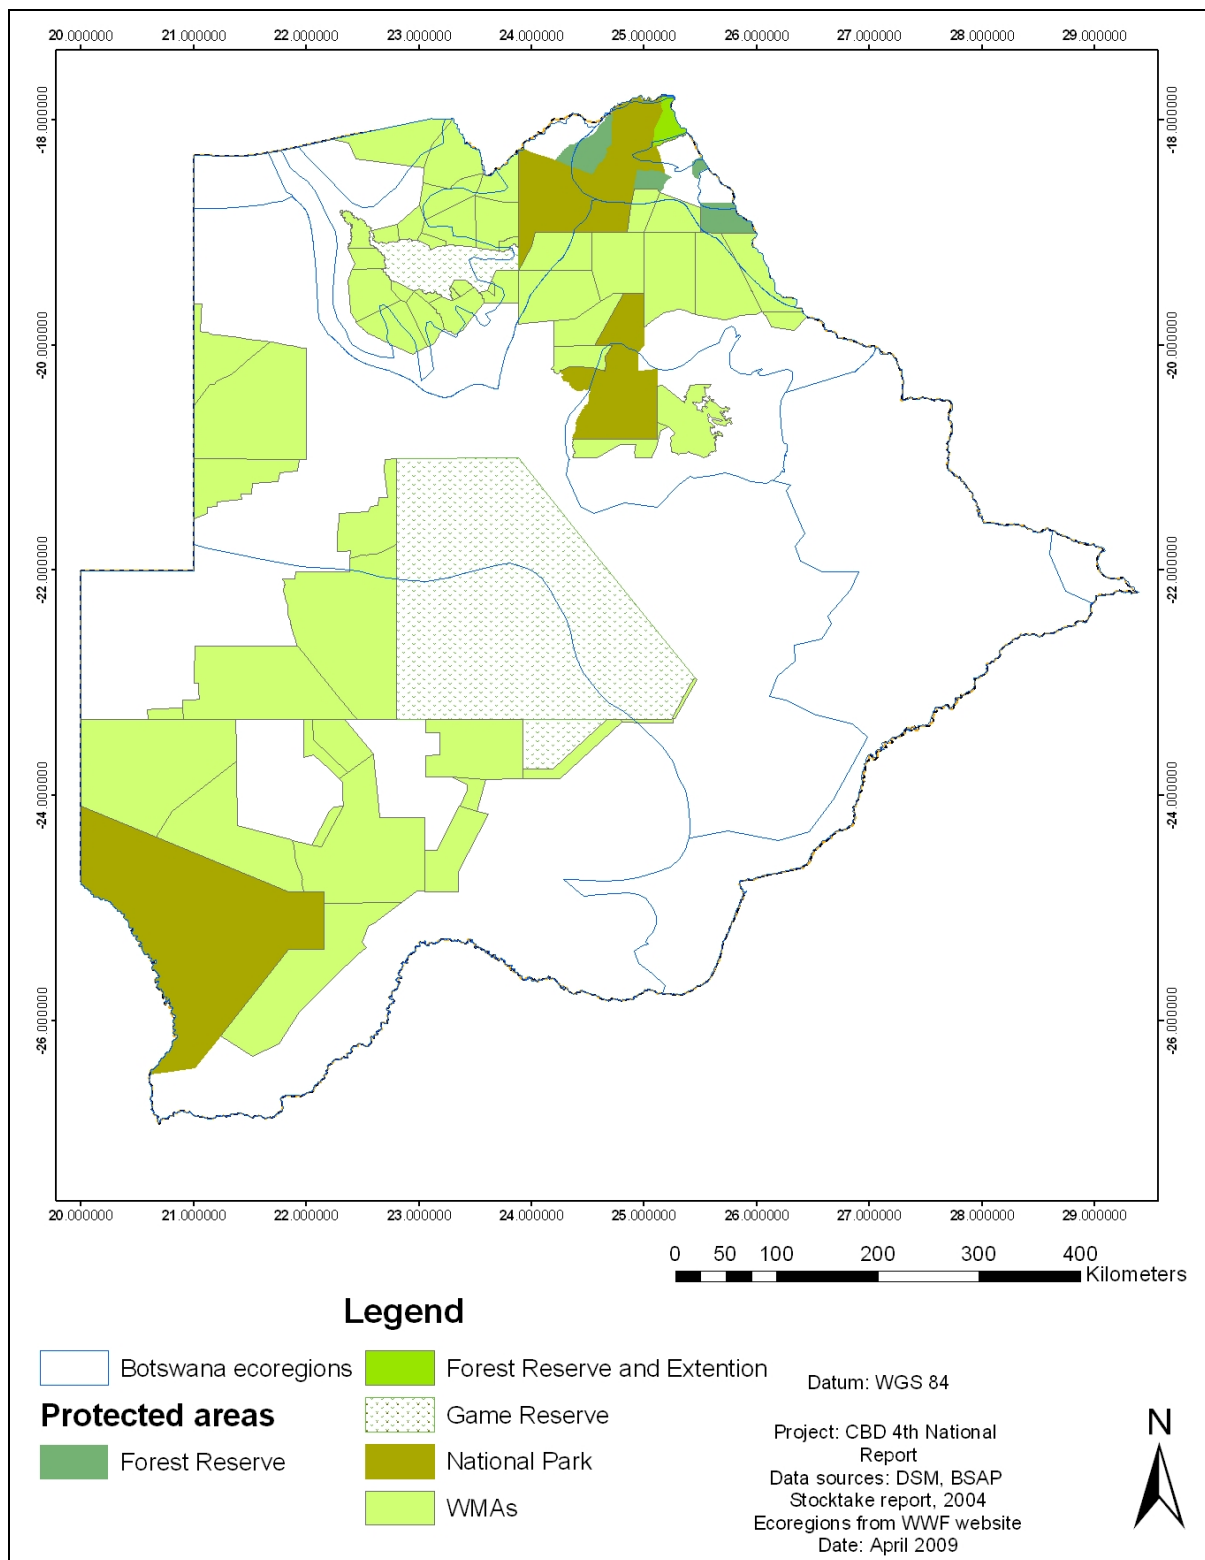 20.000000 21.000000 22.000000 23.000000 24.000000 25.000000 26.000000 27.000000 28.000000 29.000000
-18.000000 -18.000000
-20.000000 -20.000000
-22.000000 -22.000000
-24.000000 -24.000000
-26.000000 -26.000000
20.000000 21.000000 22.000000 23.000000 24.000000 25.000000 26.000000 27.000000 28.000000 29.000000
0 50 100 200 300 400
Kilometers
Legend
Botswana ecoregions
Protected areas
Forest Reserve
Forest Reserve and Extention
Game Reserve
National Park
WMAs
Datum: WGS 84
Project: CBD 4th National
Report
Data sources: DSM, BSAP
Stocktake report, 2004
Ecoregions from WWF website
Date: April 2009
N